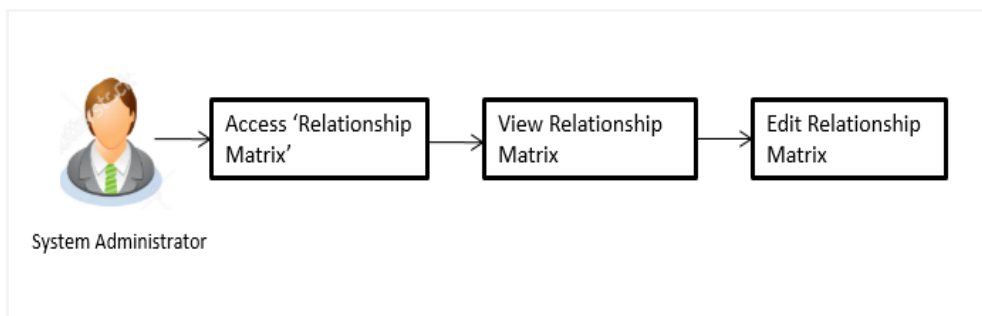 Access ‘Relationship
Matrix’
View Relationship
Matrix
Edit Relationship
Matrix
System Administrator